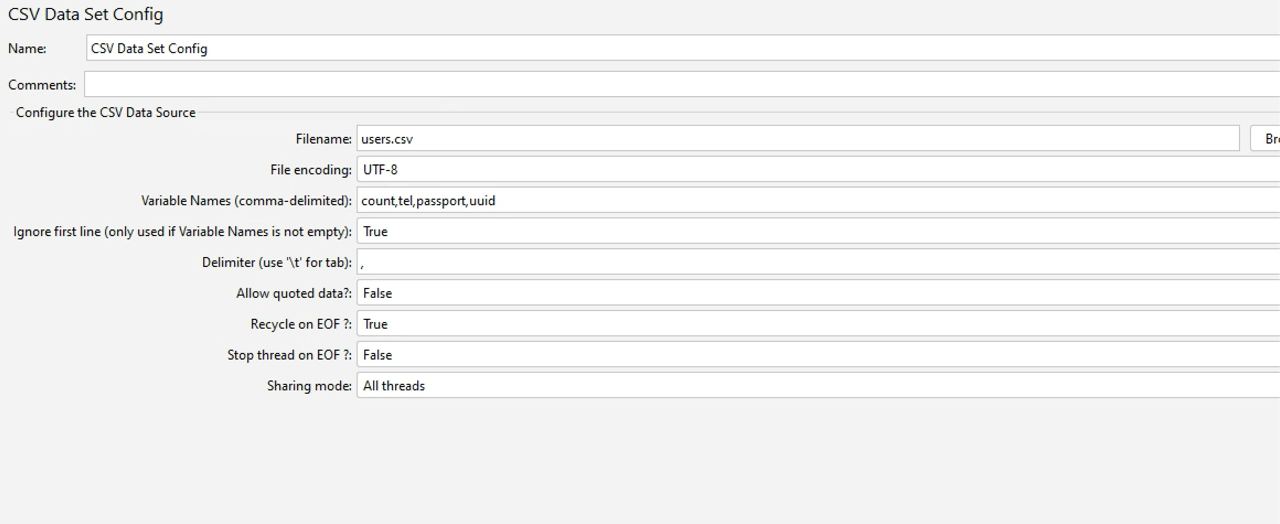 CSV Data Set Config
Name: CSV Data Set Config
Comments:
Configure the CSV Data Source
Filename: users.csv
File encoding: UTF-8
Variable Names (comma-delimited): count,tel,passport,uuid
Ignore first line (only used if Variable Names is not empty): True
Delimiter (use '\t' for tab): ,
Allow quoted data?: False
Recycle on EOF ?: True
Stop thread on EOF ?: False
Sharing mode: All threads